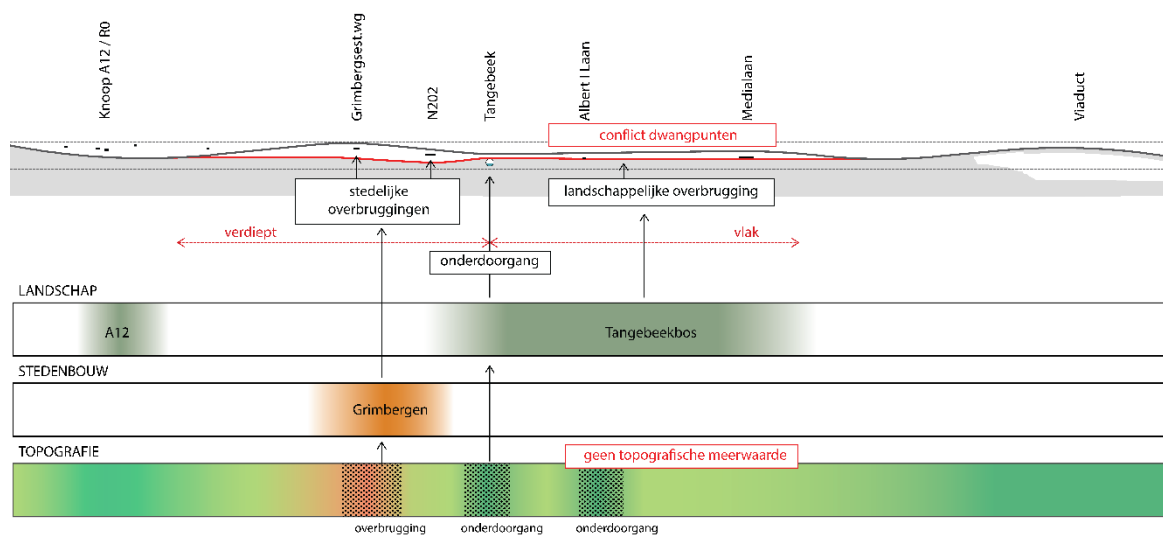 Knoop A12 / R0
Grimbergsest.wg
N202
Tangebeek
Albert I Laan
Medialaan
Viaduct
conflict dwangpunten
stedelijke
overbruggingen
landschappelijke overbrugging
verdiept
vlak
onderdoorgang
LANDSCHAP
A12
Tangebeekbos
STEDENBOUW
Grimbergen
TOPOGRAFIE
geen topografische meerwaarde
overbrugging
onderdoorgang
onderdoorgang